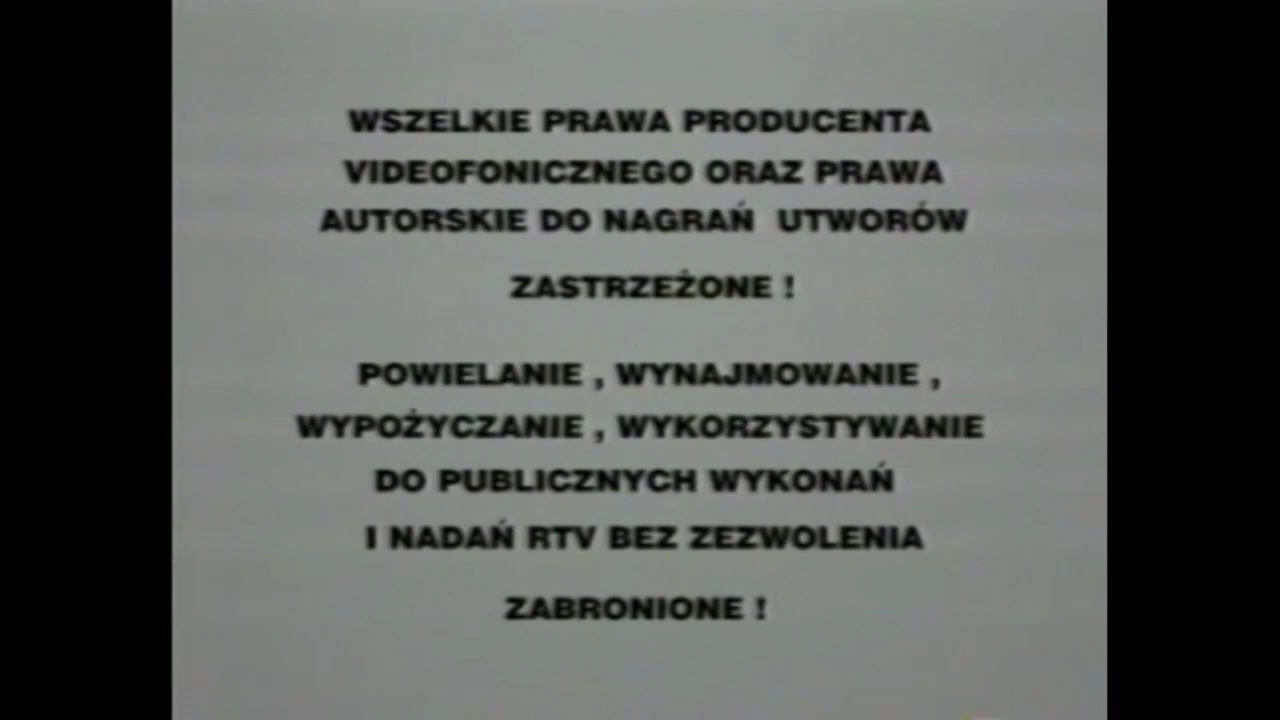 WSZELKIE PRAWA PRODUCENTA
VIDEOFONICZNEGO ORAZ PRAWA
AUTORSKIE DO NAGRAŃ UTWORÓW
ZASTRZEŻONE !
POWIELANIE , WYNAJMOWANIE ,
WYPOŻYCZANIE , WYKORZYSTYWANIE
DO PUBLICZNYCH WYKONAŃ
I NADAŃ RTV BEZ ZEZWOLENIA
ZABRONIONE !